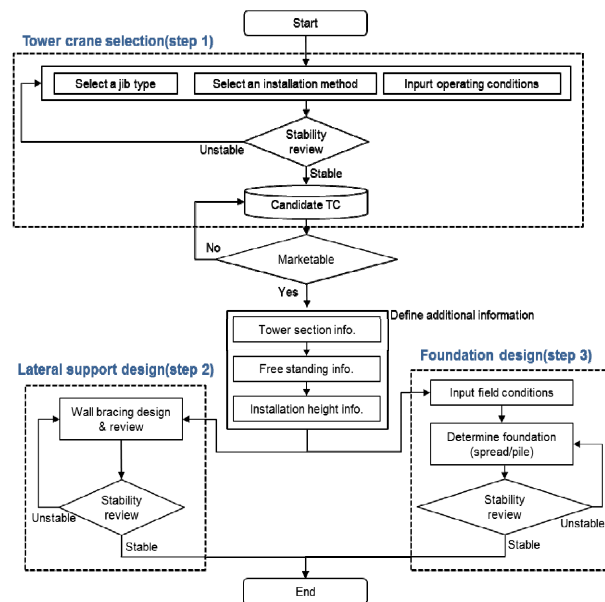 Start
Tower crane selection(step 1)
Select a jib type
Select an installation method
Inpurt operating conditions
Stability
review
Unstable
Stable
Candidate TC
No
Marketable
Yes
Define additional information
Tower section info.
Free standing info.
Installation height info.
Lateral support design(step 2)
Wall bracing design
& review
Stability
review
Unstable
Stable
Foundation design(step 3)
Input field conditions
Determine foundation
(spread/pile)
Stability
review
Unstable
Stable
End